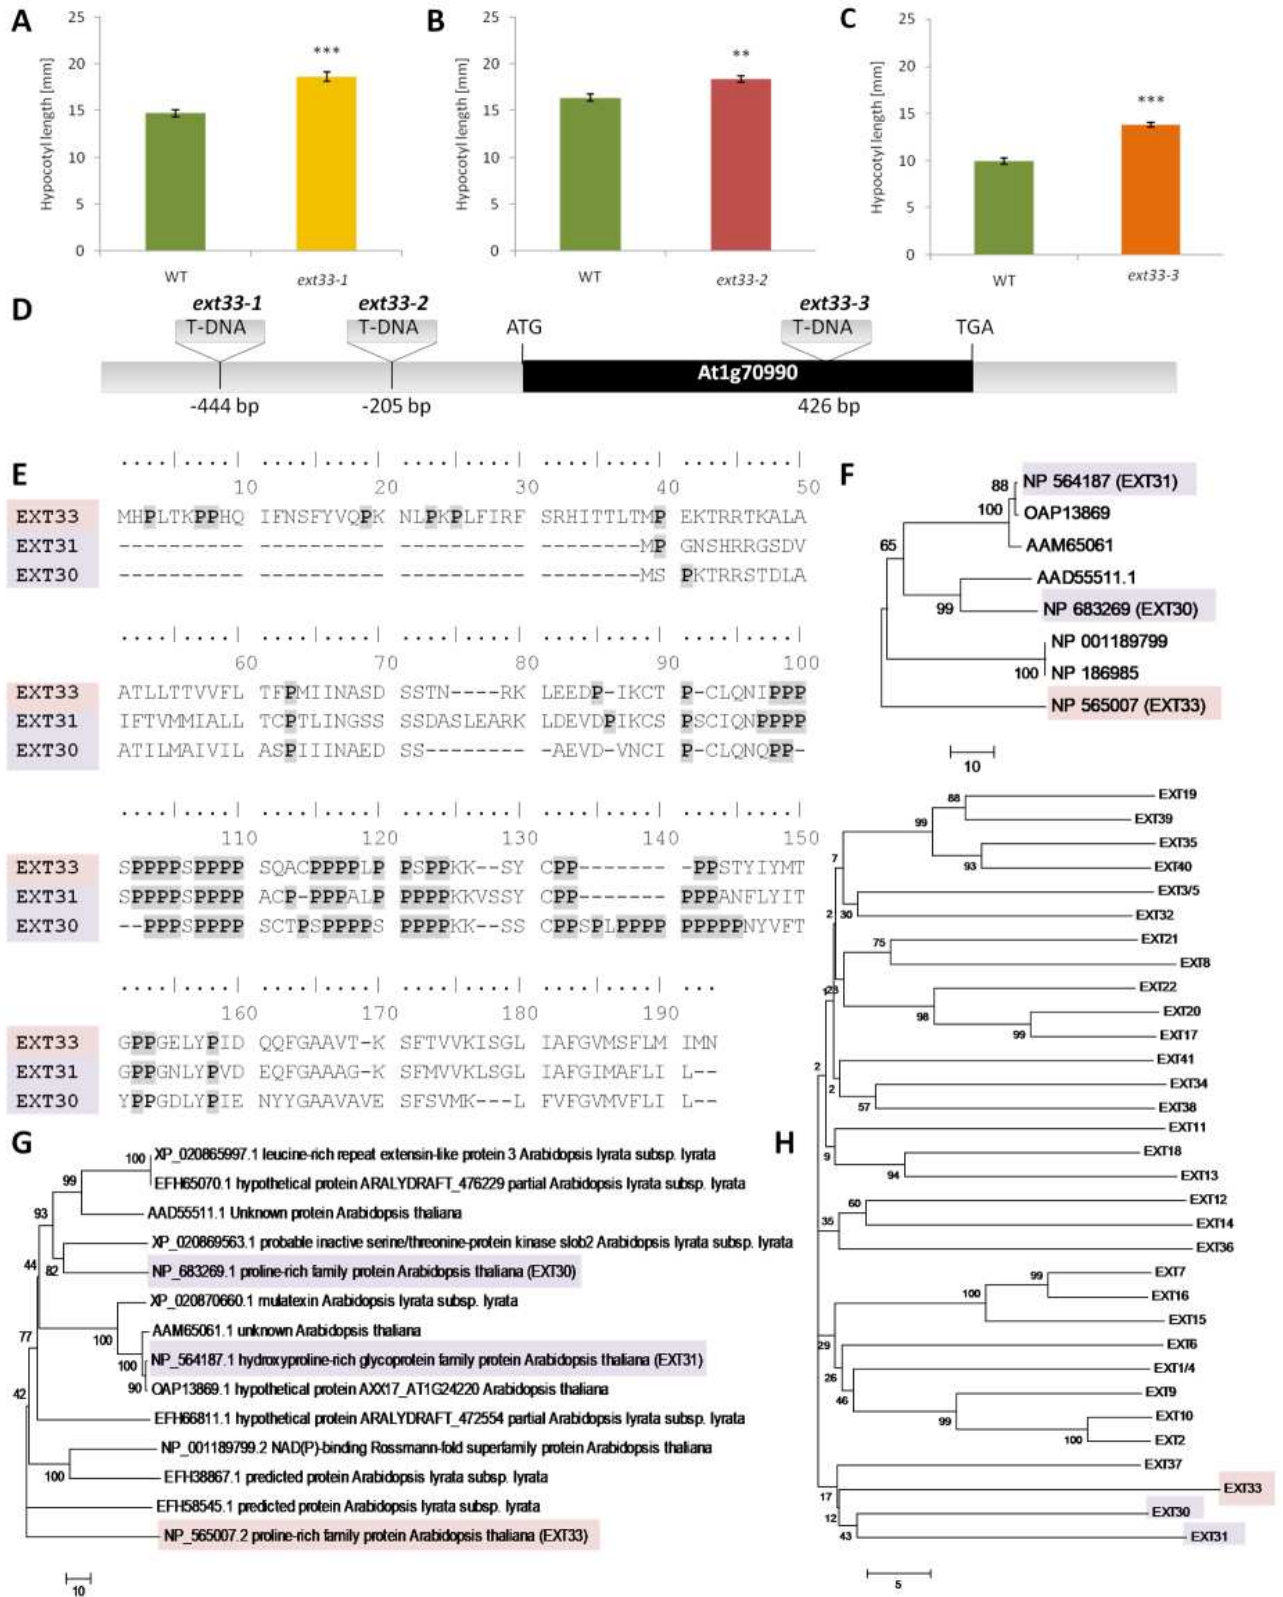 A
25
20
15
10
5
0
Hypocotyl length [mm]
***
WT
ext33-1
B
25
20
15
10
5
0
Hypocotyl length [mm]
**
WT
ext33-2
C
25
20
15
10
5
0
Hypocotyl length [mm]
***
WT
ext33-3
D
ext33-1
ext33-2
ext33-3
T-DNA
T-DNA
ATG
T-DNA
TGA
At1g70990
-444 bp
-205 bp
426 bp
E
10 20 30 40 50
EXT33 MHPLTKPPHQ IFNSFYVQPK NLPKPLFIRF SRHITTLTMP EKTRRTKALA
EXT31 ---------- ---------- ---------- --------MP GNSHRRGSDV
EXT30 ---------- ---------- ---------- --------MS PKTRRSTDLA
60 70 80 90 100
EXT33 ATLLTTVVFL TFPMIINASD SSTN----RK LEEDP-IKCT P-CLQNIPPP
EXT31 IFTVMMIALL TCPTLINGSS SSDASLEARK LDEVDPIKCS PSCIQNPPPP
EXT30 ATILMAIVIL ASPIIINAED SS-------- --AEVD-VNCI P-CLQNQPP-
110 120 130 140 150
EXT33 SPPPPSPPPP SQACPPPPLP PSPPKK--SY CPP------- -PPSTYIYMT
EXT31 SPPPPSPPPP ACP-PPPALP PPPPKKVSSY CPP------- PPPANFLYIT
EXT30 --PPPSPPPP SCTPSPPPPS PPPPKK--SS CPPSPLPPPP PPPPPNYVFT
160 170 180 190
EXT33 GPPGELYPID QQFGAAVT-K SFTVVKISGL IAFGVMSFLM IMN
EXT31 GPPGNLYPVD EQFGAAAG-K SFMVVKLSGL IAFGIMAFLI L--
EXT30 YPPGDLYPIE NYYGAAVAVE SFSVMK---L FVFGVMVFLI L--
F
88
NP 564187 (EXT31)
100
OAP13869
AAM65061
65
AAD55511.1
99
NP 683269 (EXT30)
NP 001189799
100
NP 186985
NP 565007 (EXT33)
10
G
100
XP_020865997.1 leucine-rich repeat extensin-like protein 3 Arabidopsis lyrata subsp. lyrata
99
EFH65070.1 hypothetical protein ARALYDRAFT_476229 partial Arabidopsis lyrata subsp. lyrata
93
AAD55511.1 Unknown protein Arabidopsis thaliana
XP_020869563.1 probable inactive serine/threonine-protein kinase slob2 Arabidopsis lyrata subsp. lyrata
44
82
NP_683269.1 proline-rich family protein Arabidopsis thaliana (EXT30)
XP_020870660.1 mulatexin Arabidopsis lyrata subsp. lyrata
77
100
AAM65061.1 unknown Arabidopsis thaliana
100
NP_564187.1 hydroxyproline-rich glycoprotein family protein Arabidopsis thaliana (EXT31)
42
90
OAP13869.1 hypothetical protein AXX17_AT1G24220 Arabidopsis thaliana
EFH66811.1 hypothetical protein ARALYDRAFT_472554 partial Arabidopsis lyrata subsp. lyrata
NP_001189799.2 NAD(P)-binding Rossmann-fold superfamily protein Arabidopsis thaliana
100
EFH38867.1 predicted protein Arabidopsis lyrata subsp. lyrata
EFH58545.1 predicted protein Arabidopsis lyrata subsp. lyrata
NP_565007.2 proline-rich family protein Arabidopsis thaliana (EXT33)
10
H
88
EXT19
99
EXT39
EXT35
7
93
EXT40
EXT3/5
2
30
EXT32
75
EXT21
EXT8
EXT22
98
EXT20
99
EXT17
EXT41
2
2
EXT34
57
EXT38
EXT11
9
EXT18
94
EXT13
60
EXT12
35
EXT14
EXT36
99
EXT7
100
EXT16
EXT15
29
EXT6
26
EXT1/4
46
EXT9
99
EXT10
100
EXT2
EXT37
17
EXT33
12
EXT30
43
EXT31
5